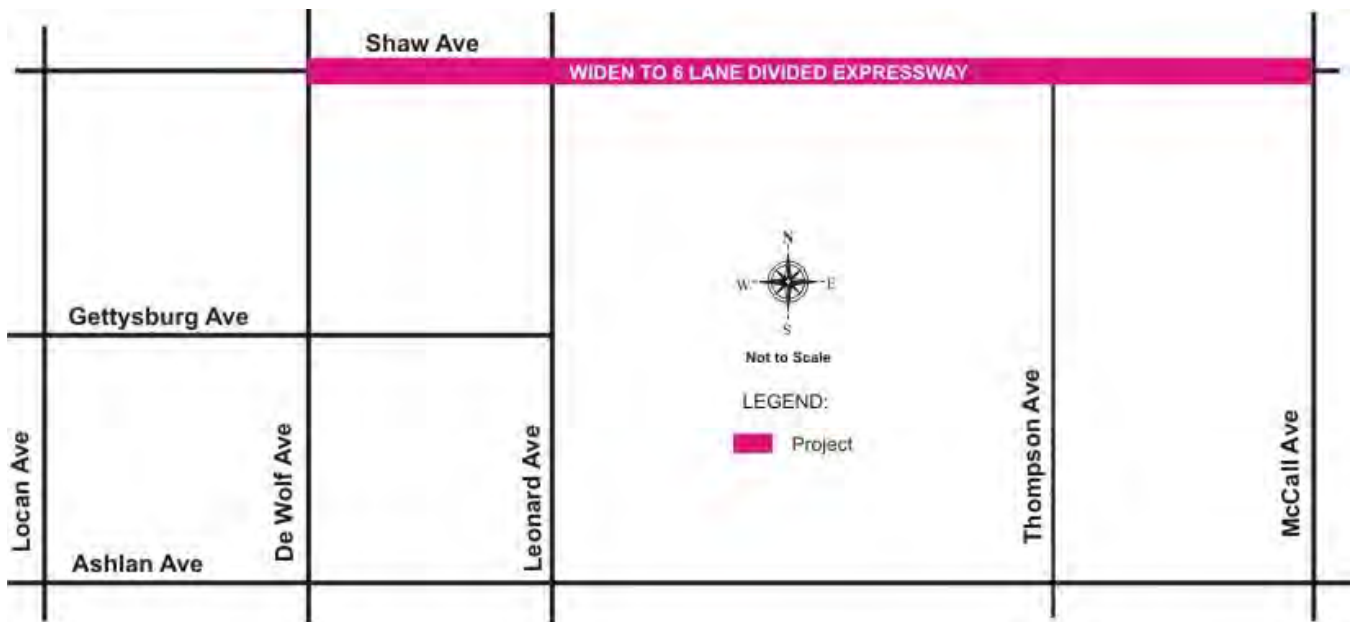 Shaw Ave
WIDEN TO 6 LANE DIVIDED EXPRESSWAY
N
W
E
S
Gettysburg Ave
Not to Scale
LEGEND:
Project
Locan Ave
De Wolf Ave
Leonard Ave
Thompson Ave
McCall Ave
Ashlan Ave